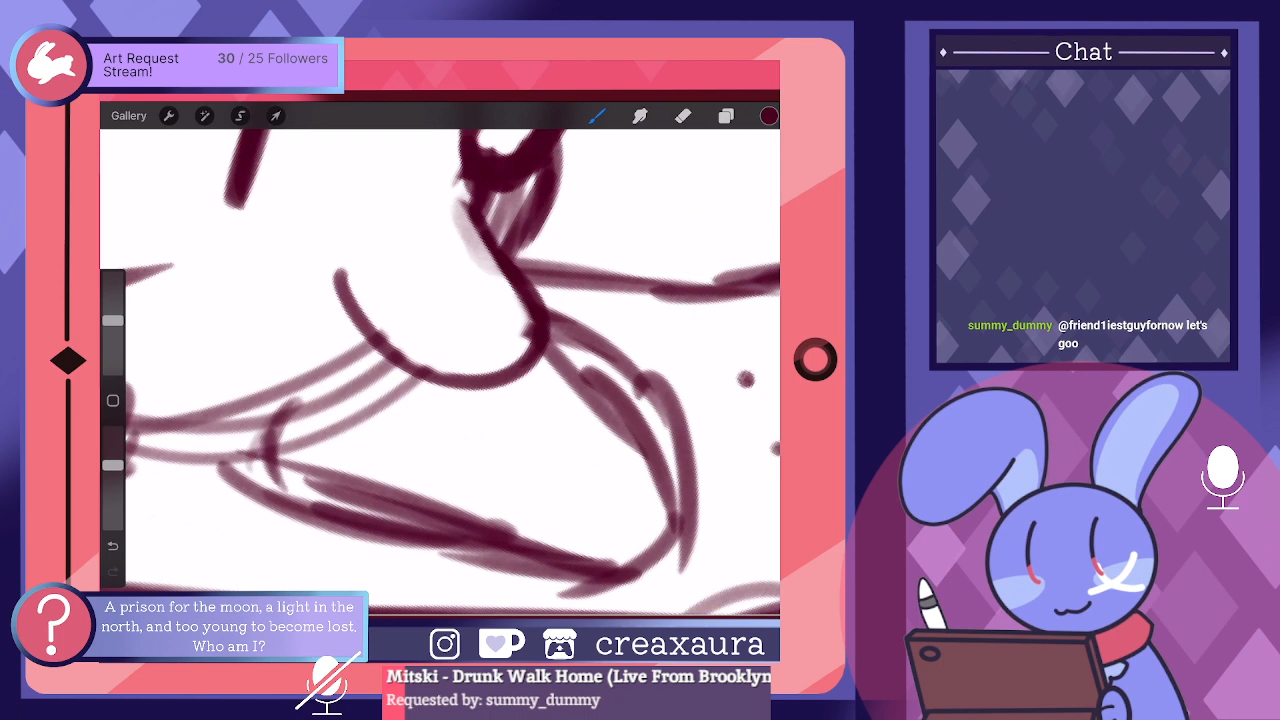 Art Request
Stream!
30 / 25 Followers
Gallery
Chat
summy_dummy @friend1iestguyfornow let's
goo
A prison for the moon, a light in the
north, and too young to become lost.
Who am I?
creaxaura
Mitski - Drunk Walk Home (Live From Brooklyn
Requested by: summy_dummy